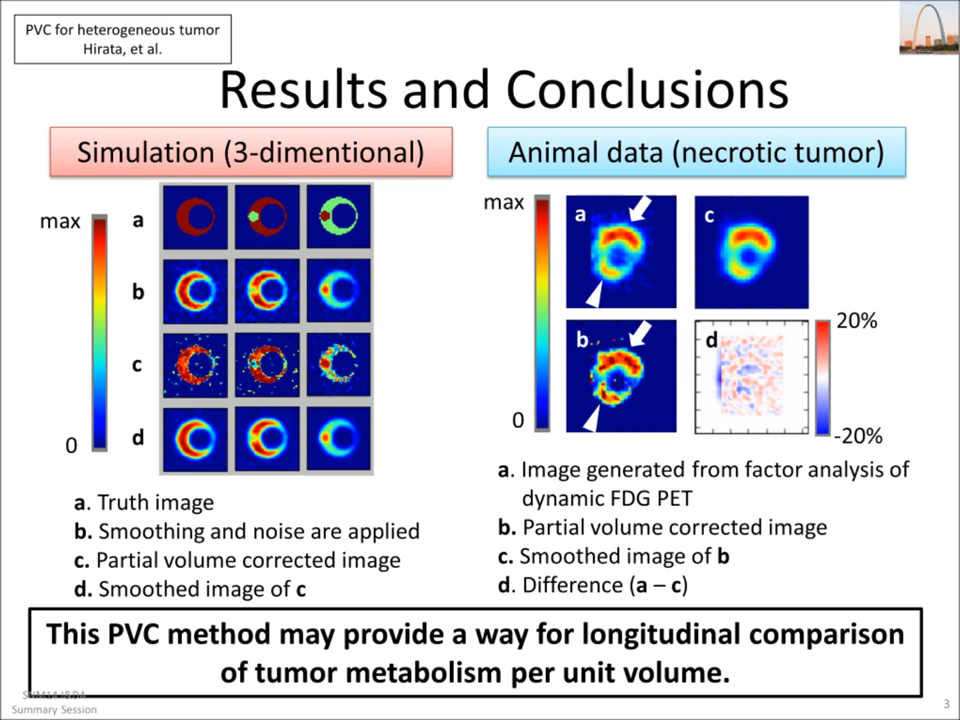 PVC for heterogeneous tumor
Hirata, et al.
Results and Conclusions
Simulation (3-dimentional)
max
0
a
b
c
d
a. Truth image
b. Smoothing and noise are applied
c. Partial volume corrected image
d. Smoothed image of c
Animal data (necrotic tumor)
max
0
a
c
b
d
20%
-20%
a. Image generated from factor analysis of
dynamic FDG PET
b. Partial volume corrected image
c. Smoothed image of b
d. Difference (a – c)
This PVC method may provide a way for longitudinal comparison
of tumor metabolism per unit volume.
Summary Session
3